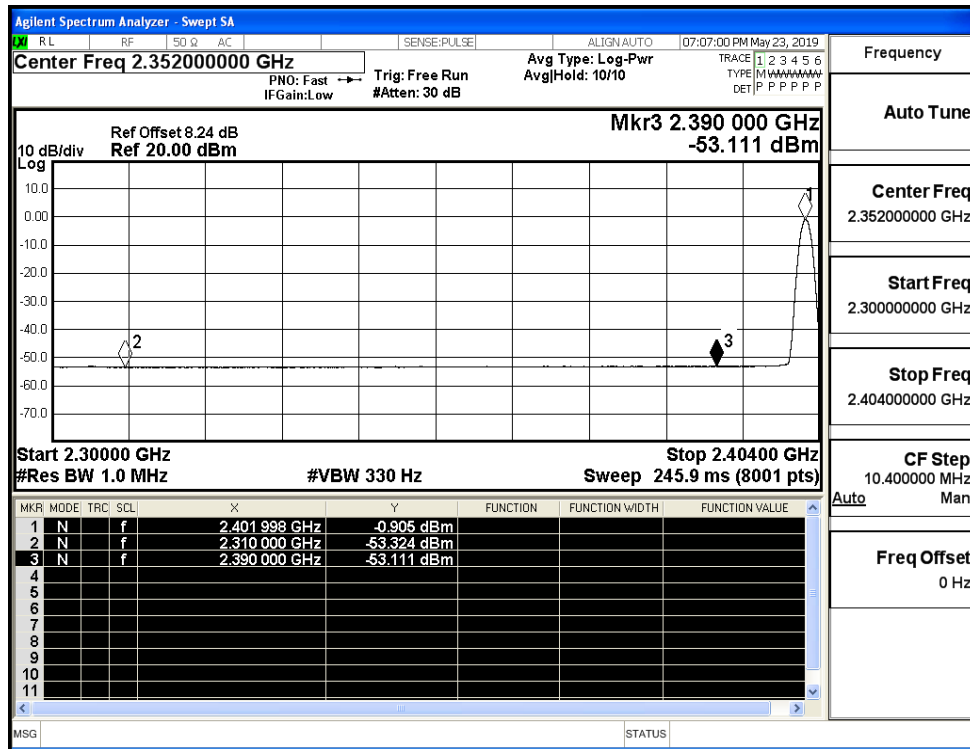 Agilent Spectrum Analyzer - Swept SA
LXI RL RF 50 Ω AC SENSE:PULSE ALIGN AUTO 07:07:00 PM May 23, 2019
Center Freq 2.352000000 GHz
PNO: Fast
IFGain:Low
Trig: Free Run
#Atten: 30 dB
Avg Type: Log-Pwr
Avg|Hold: 10/10
TRACE 1 2 3 4 5 6
TYPE M
DET P P P P P P
Mkr3 2.390 000 GHz
-53.111 dBm
Ref Offset 8.24 dB
10 dB/div Ref 20.00 dBm
Log
10.0
0.00
-10.0
-20.0
-30.0
-40.0
-50.0
-60.0
-70.0
1
2
3
Start 2.30000 GHz Stop 2.40400 GHz
#Res BW 1.0 MHz #VBW 330 Hz Sweep 245.9 ms (8001 pts)
MKR MODE TRC SCL X Y FUNCTION FUNCTION WIDTH FUNCTION VALUE
1 N f 2.401 998 GHz -0.905 dBm
2 N f 2.310 000 GHz -53.324 dBm
3 N f 2.390 000 GHz -53.111 dBm
4
5
6
7
8
9
10
11
MSG STATUS
Frequency
Auto Tune
Center Freq
2.352000000 GHz
Start Freq
2.300000000 GHz
Stop Freq
2.404000000 GHz
CF Step
10.400000 MHz
Auto Man
Freq Offset
0 Hz